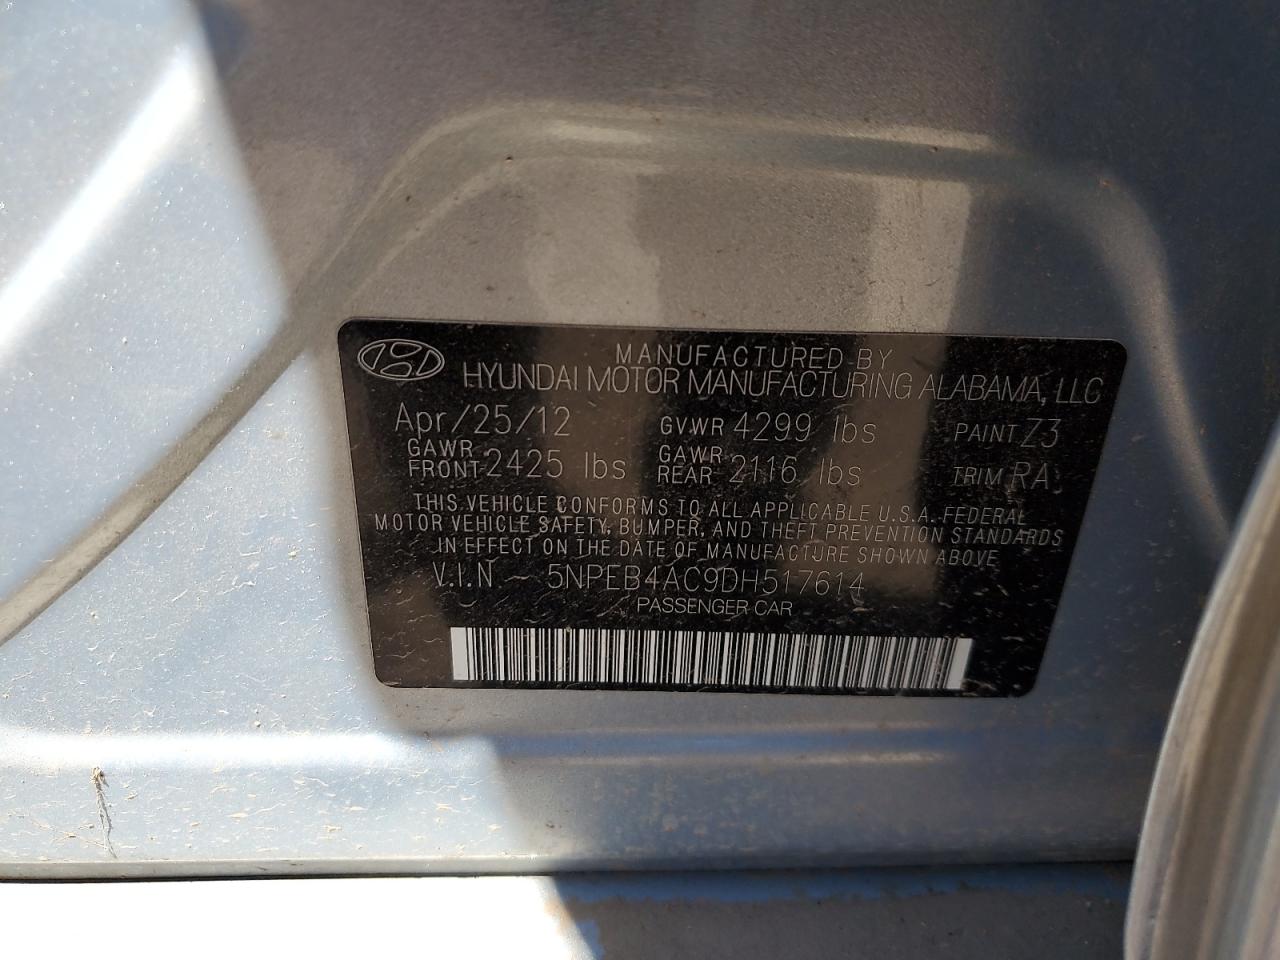 MANUFACTURED BY
HYUNDAI MOTOR MANUFACTURING ALABAMA, LLC
Apr/25/12 GVWR 4299 lbs PAINT Z3
GAWR FRONT 2425 lbs GAWR REAR 2116 lbs TRIM RA
THIS VEHICLE CONFORMS TO ALL APPLICABLE U.S.A. FEDERAL
MOTOR VEHICLE SAFETY, BUMPER, AND THEFT PREVENTION STANDARDS
IN EFFECT ON THE DATE OF MANUFACTURE SHOWN ABOVE
V.I.N - 5NPEB4AC9DH517614
PASSENGER CAR